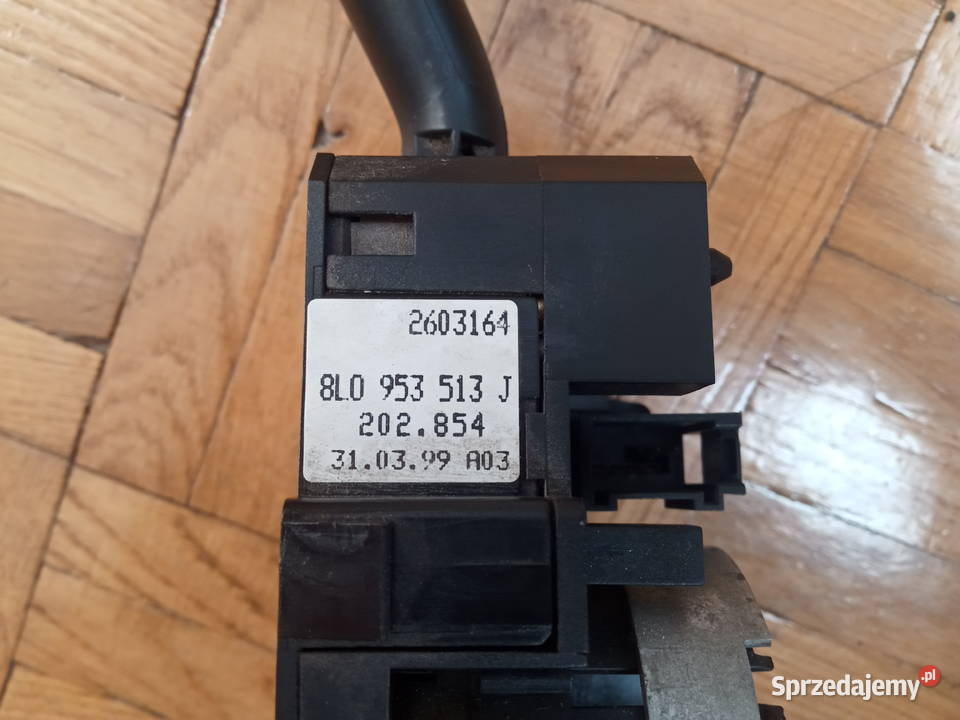 2603164
8L0 953 513 J
202.854
31.03.99 A03
Sprzedajemy.pl